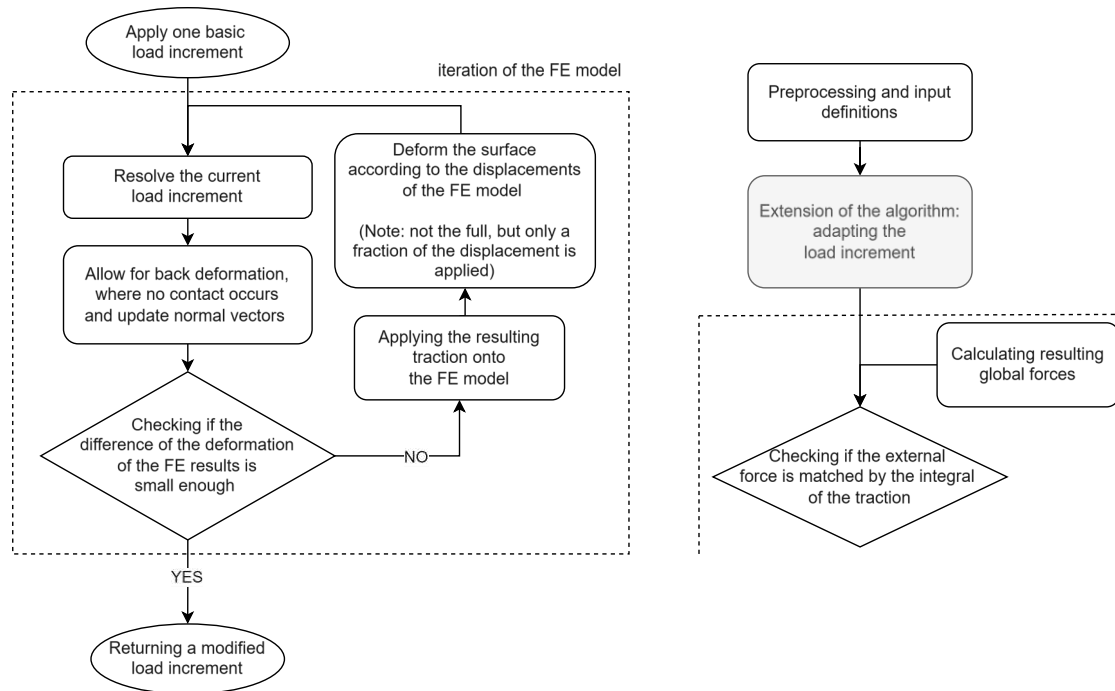 Apply one basic
load increment
iteration of the FE model
Resolve the current
load increment
Allow for back deformation,
where no contact occurs
and update normal vectors
Checking if the
difference of the deformation
of the FE results is
small enough
NO
Applying the resulting
traction onto
the FE model
Deform the surface
according to the displacements
of the FE model
(Note: not the full, but only a
fraction of the displacement is
applied)
YES
Returning a modified
load increment
Preprocessing and input
definitions
Extension of the algorithm:
adapting the
load increment
Calculating resulting
global forces
Checking if the external
force is matched by the integral
of the traction